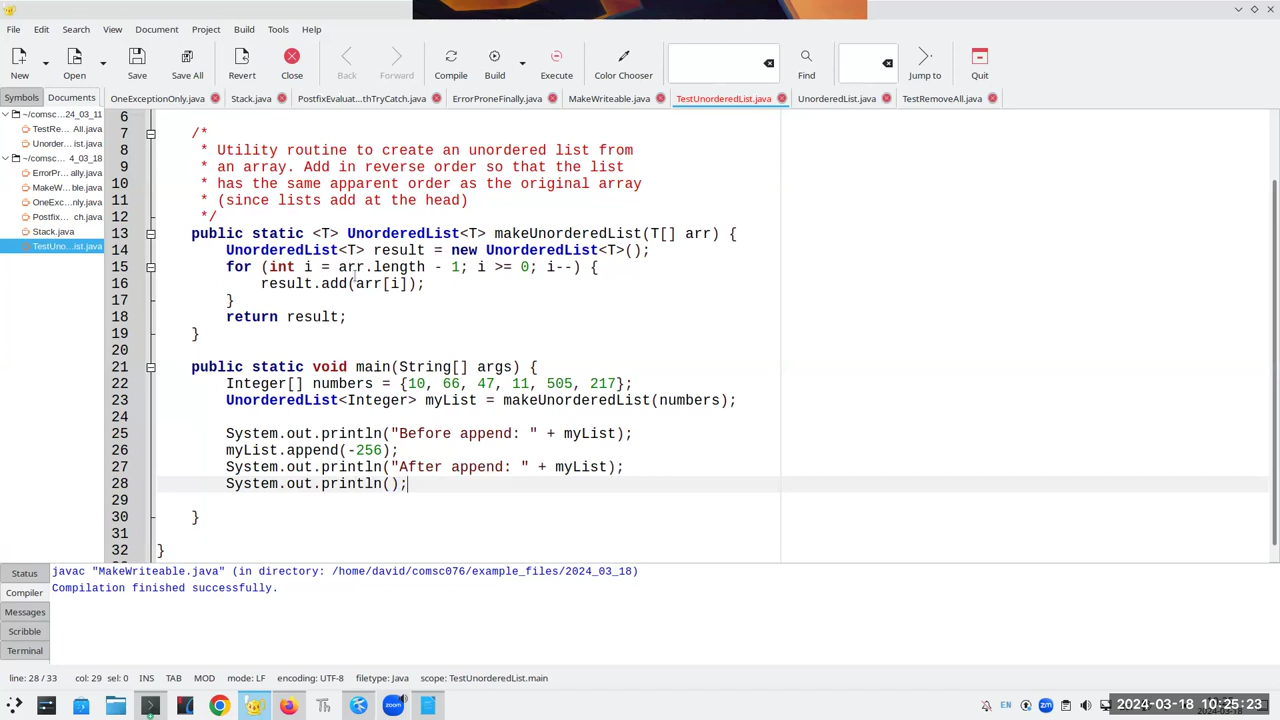 File Edit Search View Document Project Build Tools Help
New Open Save Save All Revert Close Back Forward Compile Build Execute Color Chooser Find Jump to Quit
Symbols Documents OneExceptionOnly.java Stack.java PostfixEvaluat...thTryCatch.java ErrorProneFinally.java MakeWriteable.java TestUnorderedList.java UnorderedList.java TestRemoveAll.java
~/comsc...24_03_11
TestRe... All.java
Unorder...ist.java
~/comsc... 4_03_18
ErrorPr...ally.java
MakeW...ble.java
OneExc...nly.java
Postfix... ch.java
Stack.java
TestUno...ist.java
6
7 /*
8 * Utility routine to create an unordered list from
9 * an array. Add in reverse order so that the list
10 * has the same apparent order as the original array
11 * (since lists add at the head)
12 */
13 public static <T> UnorderedList<T> makeUnorderedList(T[] arr) {
14 UnorderedList<T> result = new UnorderedList<T>();
15 for (int i = arr.length - 1; i >= 0; i--) {
16 result.add(arr[i]);
17 }
18 return result;
19 }
20
21 public static void main(String[] args) {
22 Integer[] numbers = {10, 66, 47, 11, 505, 217};
23 UnorderedList<Integer> myList = makeUnorderedList(numbers);
24
25 System.out.println("Before append: " + myList);
26 myList.append(-256);
27 System.out.println("After append: " + myList);
28 System.out.println();
29
30 }
31
32 }
Status
Compiler
Messages
Scribble
Terminal
javac "MakeWriteable.java" (in directory: /home/david/comsc076/example_files/2024_03_18)
Compilation finished successfully.
line: 28 / 33 col: 29 sel: 0 INS TAB MOD mode: LF encoding: UTF-8 filetype: Java scope: TestUnorderedList.main
Th zoom EN zm 2024-03-18 10:25:23